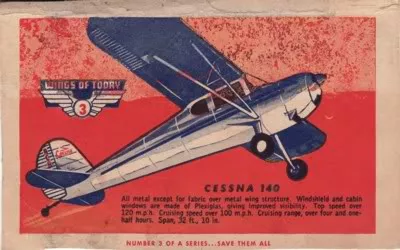 WINGS OF TODAY
3
CESSNA 140
All metal except for fabric over metal wing structure. Windshield and cabin
windows are made of Plexiglas, giving improved visibility. Top speed over
120 m.p.h. Cruising speed over 100 m.p.h. Cruising range, over four and one-
half hours. Span, 32 ft., 10 in.
NUMBER 3 OF A SERIES...SAVE THEM ALL